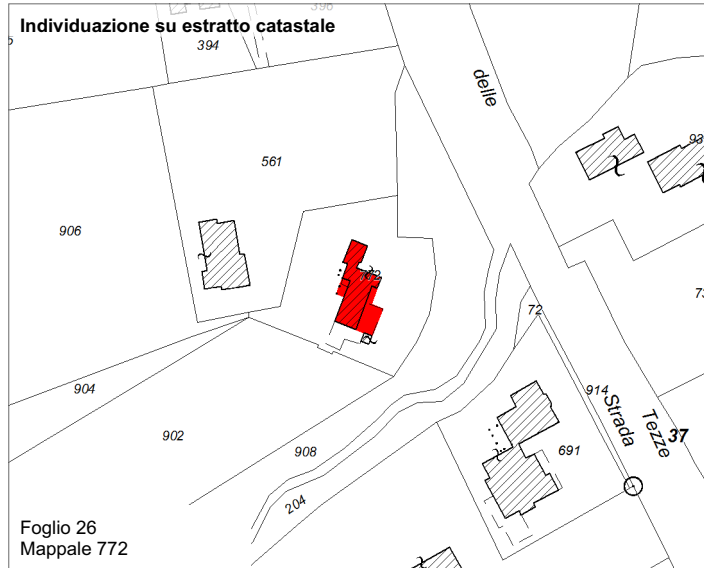 Individuazione su estratto catastale
396
394
delle
93
561
906
772
73
72
904
914
902
Strada
Tezze
37
908
691
204
Foglio 26
Mappale 772